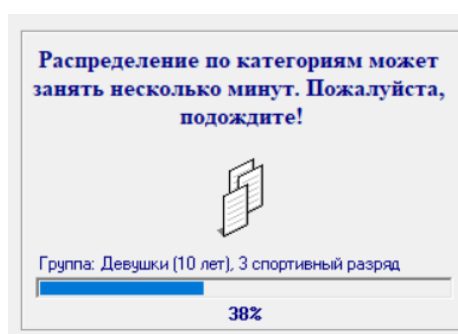 Распределение по категориям может
занять несколько минут. Пожалуйста,
подождите!
Группа: Девушки (10 лет), 3 спортивный разряд
38%